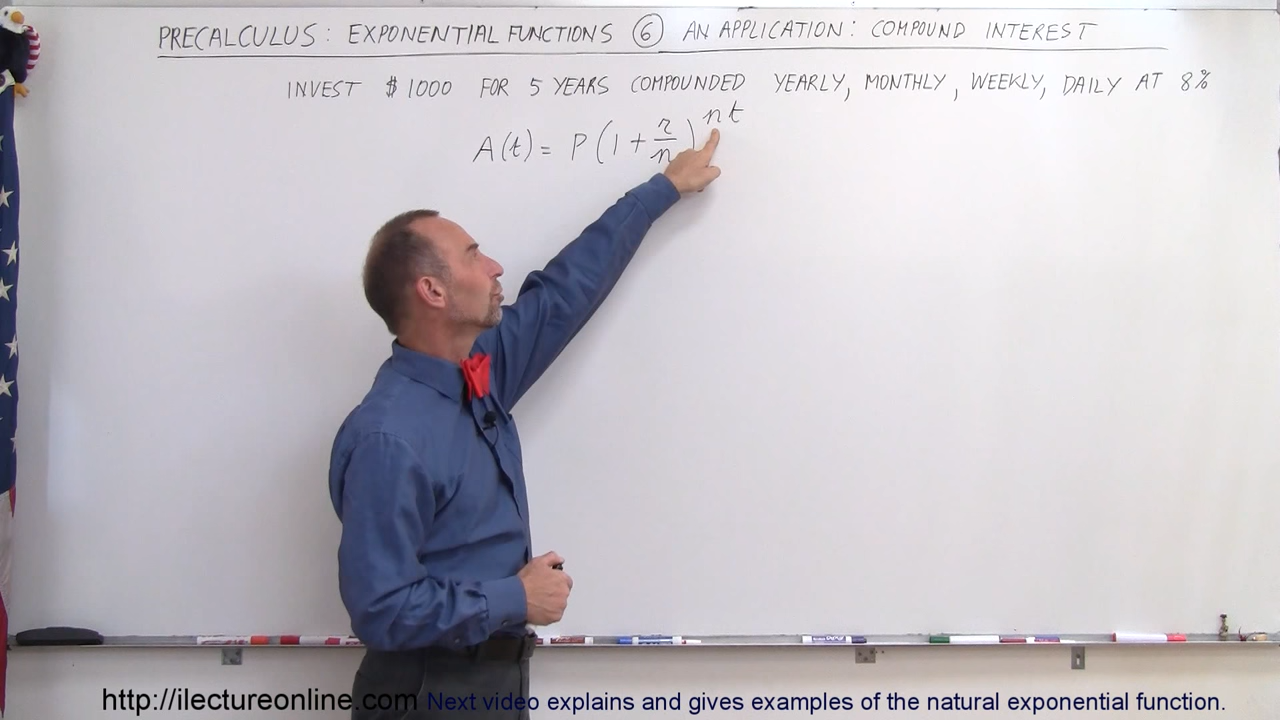 PRECALCULUS: EXPONENTIAL FUNCTIONS ⑥ AN APPLICATION: COMPOUND INTEREST
INVEST $1000 FOR 5 YEARS COMPOUNDED YEARLY, MONTHLY, WEEKLY, DAILY AT 8%
A(t) = P(1 + r/n)^nt
http://ilectureonline.com Next video explains and gives examples of the natural exponential function.